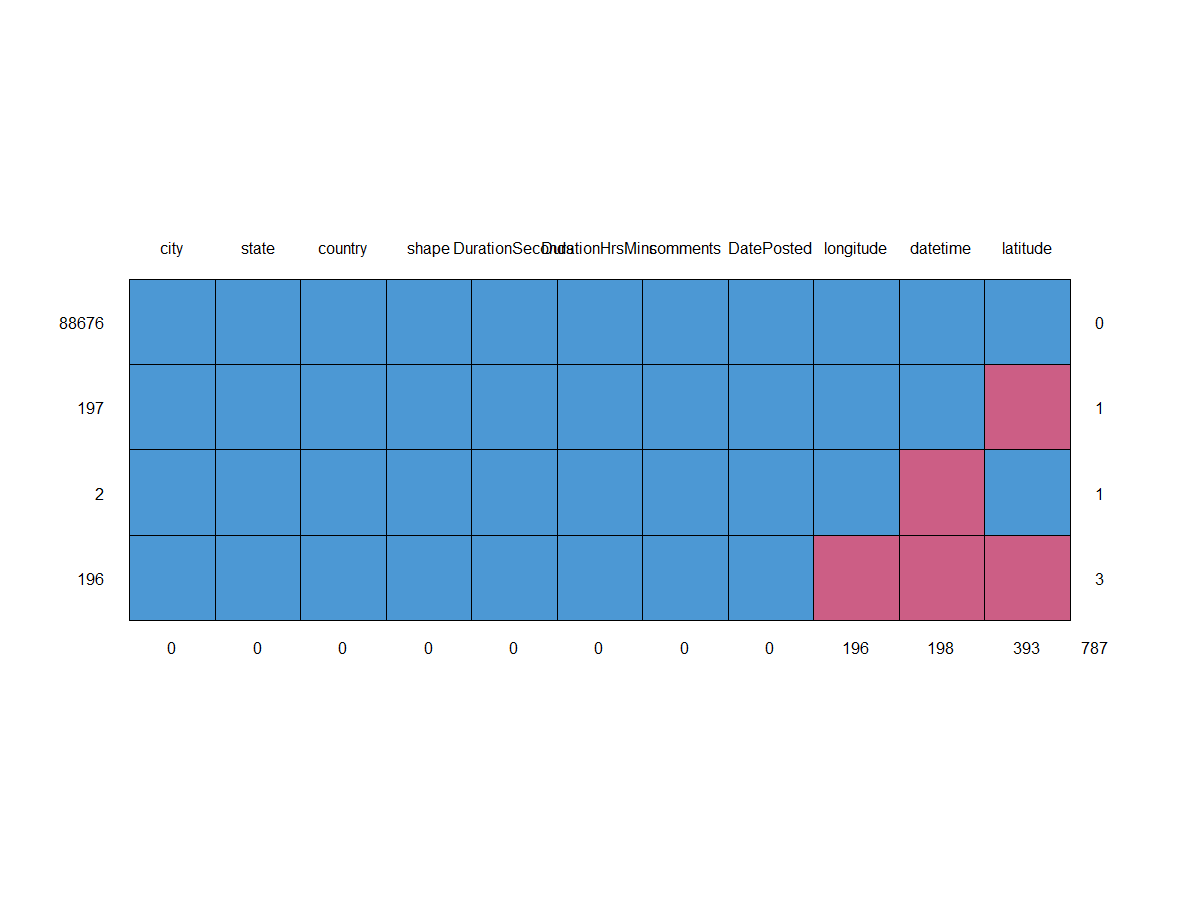 city state country shape DurationSeconds DurationHrsMins comments DatePosted longitude datetime latitude
88676 0
197 1
2 1
196 3
0 0 0 0 0 0 0 0 196 198 393 787